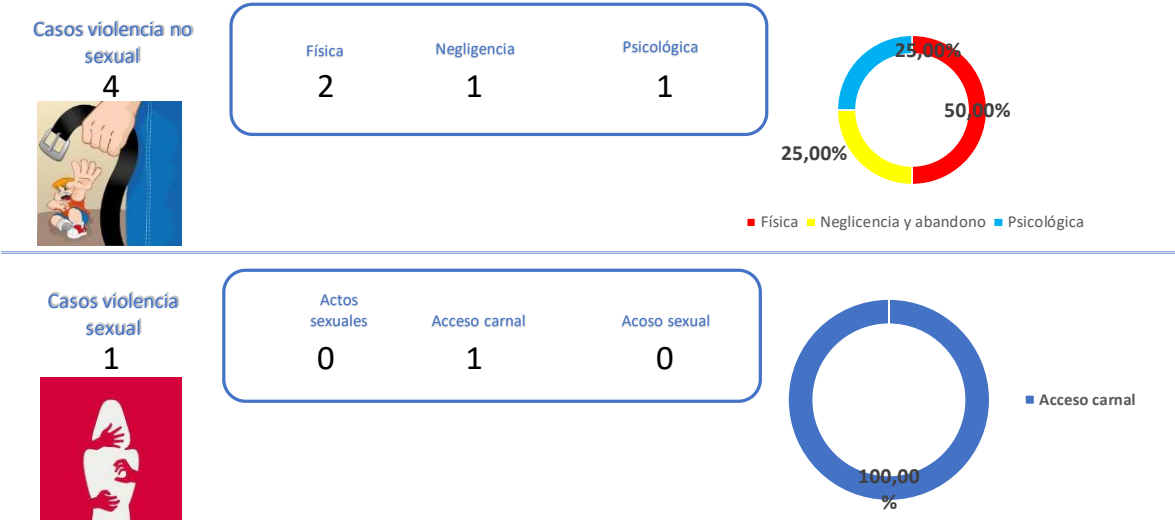 Casos violencia no
sexual
4
Física
Negligencia
Psicológica
2
1
1
25,00%
50,00%
25,00%
Física
Neglicencia y abandono
Psicológica
Casos violencia
sexual
1
Actos
sexuales
Acceso carnal
Acoso sexual
0
1
0
Acceso carnal
100,00
%